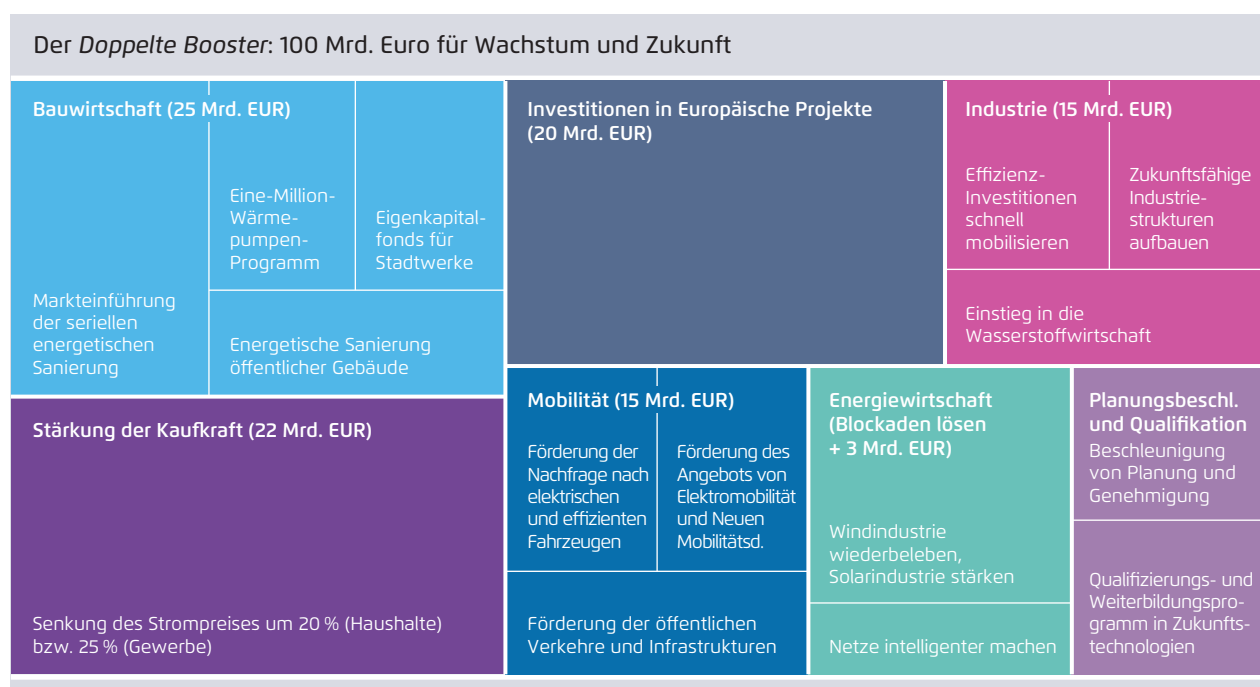 Der Doppelte Booster: 100 Mrd. Euro für Wachstum und Zukunft
Bauwirtschaft (25 Mrd. EUR)
Markteinführung
der seriellen
energetischen
Sanierung
Eine-Million-
Wärme-
pumpen-
Programm
Eigenkapital-
fonds für
Stadtwerke
Energetische Sanierung
öffentlicher Gebäude
Investitionen in Europäische Projekte
(20 Mrd. EUR)
Industrie (15 Mrd. EUR)
Effizienz-
Investitionen
schnell
mobilisieren
Zukunftsfähige
Industrie-
strukturen
aufbauen
Einstieg in die
Wasserstoffwirtschaft
Stärkung der Kaufkraft (22 Mrd. EUR)
Senkung des Strompreises um 20 % (Haushalte)
bzw. 25 % (Gewerbe)
Mobilität (15 Mrd. EUR)
Förderung der
Nachfrage nach
elektrischen
und effizienten
Fahrzeugen
Förderung des
Angebots von
Elektromobilität
und Neuen
Mobilitätsd.
Förderung der öffentlichen
Verkehre und Infrastrukturen
Energiewirtschaft
(Blockaden lösen
+ 3 Mrd. EUR)
Windindustrie
wiederbeleben,
Solarindustrie stärken
Netze intelligenter machen
Planungsbeschl.
und Qualifikation
Beschleunigung
von Planung und
Genehmigung
Qualifizierungs- und
Weiterbildungspro-
gramm in Zukunfts-
technologien